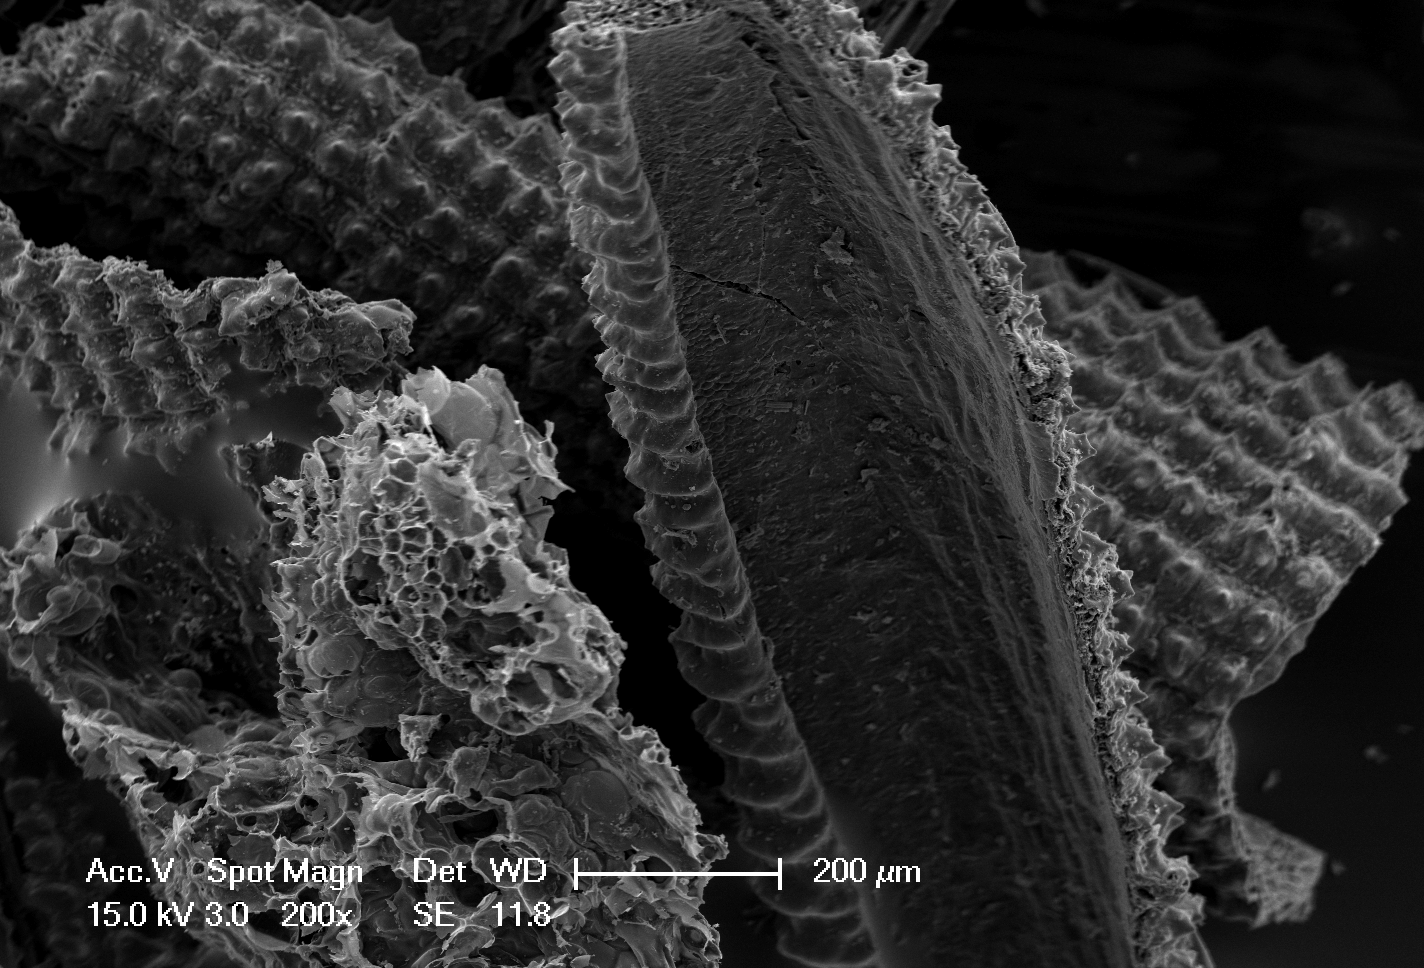 Acc.V Spot Magn Det WD 200 µm
15.0 kV 3.0 200x SE 11.8